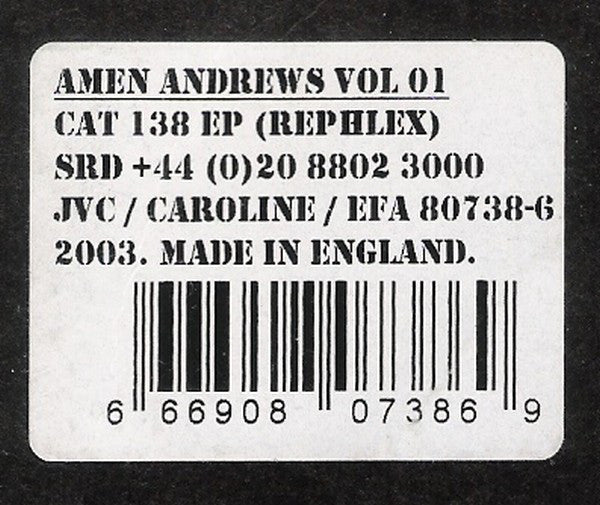 AMEN ANDREWS VOL 01
CAT 138 EP (REPHLEX)
SRD +44 (0)20 8802 3000
JVC / CAROLINE / EFA 80738-6
2003. MADE IN ENGLAND.
6 66908 07386 9